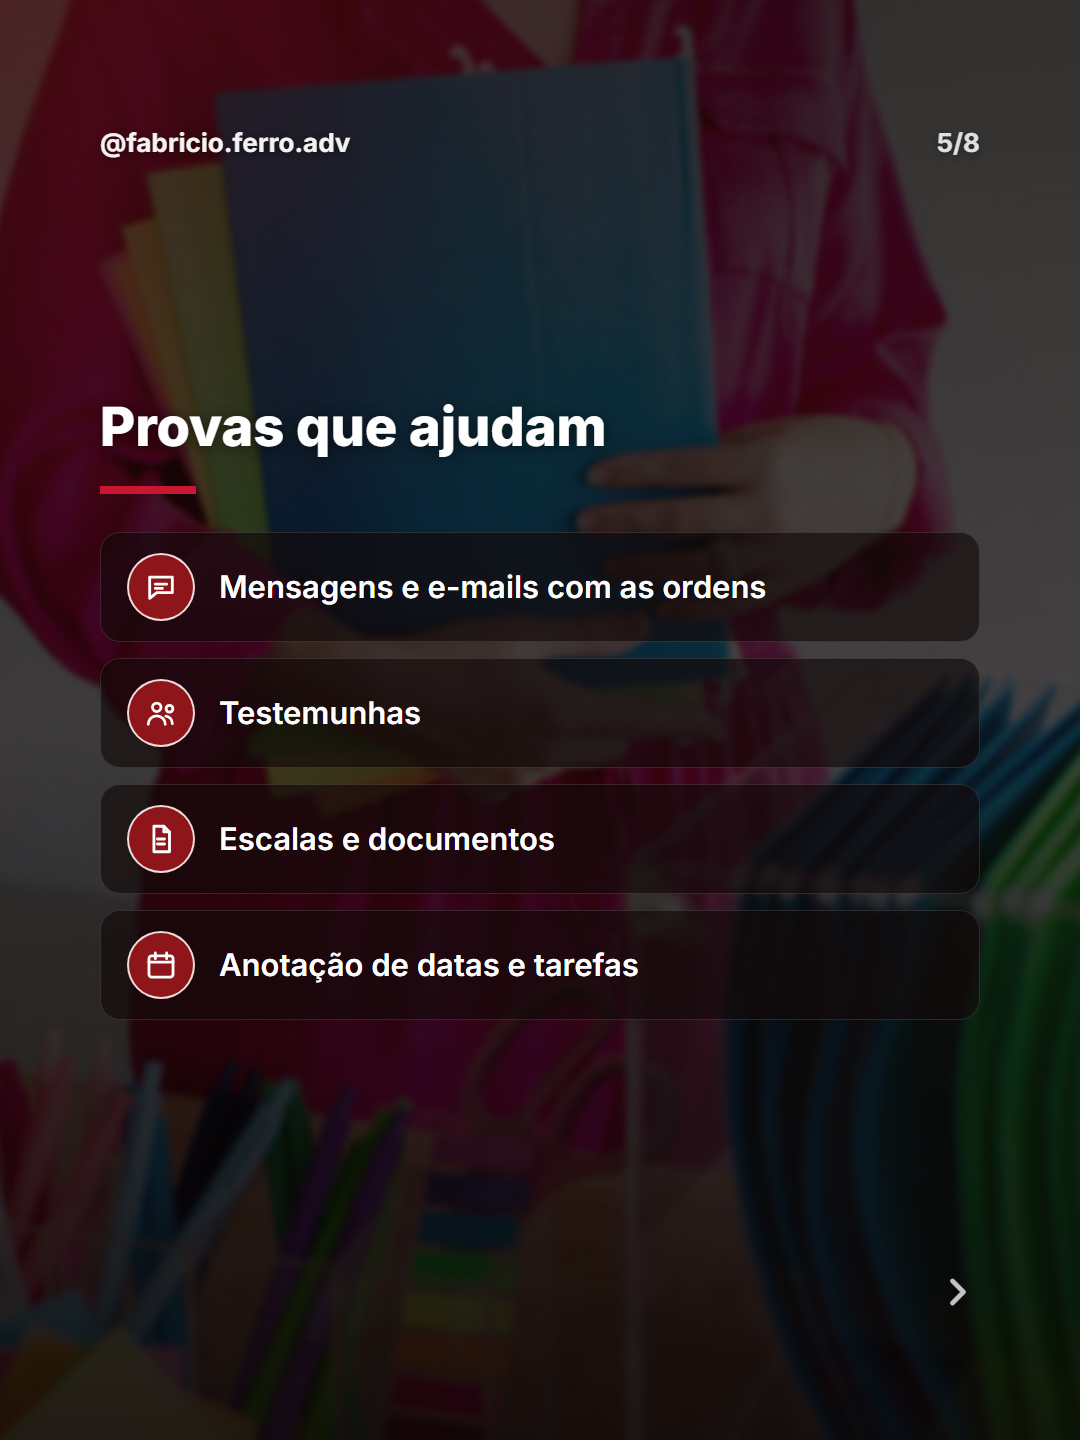 @fabricio.ferro.adv
5/8
Provas que ajudam
Mensagens e e-mails com as ordens
Testemunhas
Escalas e documentos
Anotação de datas e tarefas